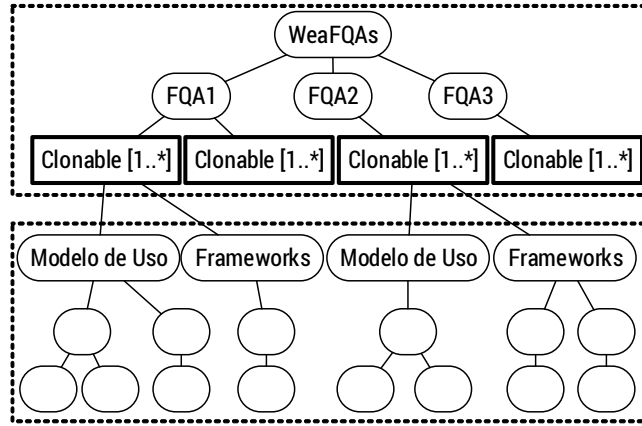 WeaFQAs
FQA1 FQA2 FQA3
Clonable [1..*] Clonable [1..*] Clonable [1..*] Clonable [1..*]
Modelo de Uso Frameworks Modelo de Uso Frameworks